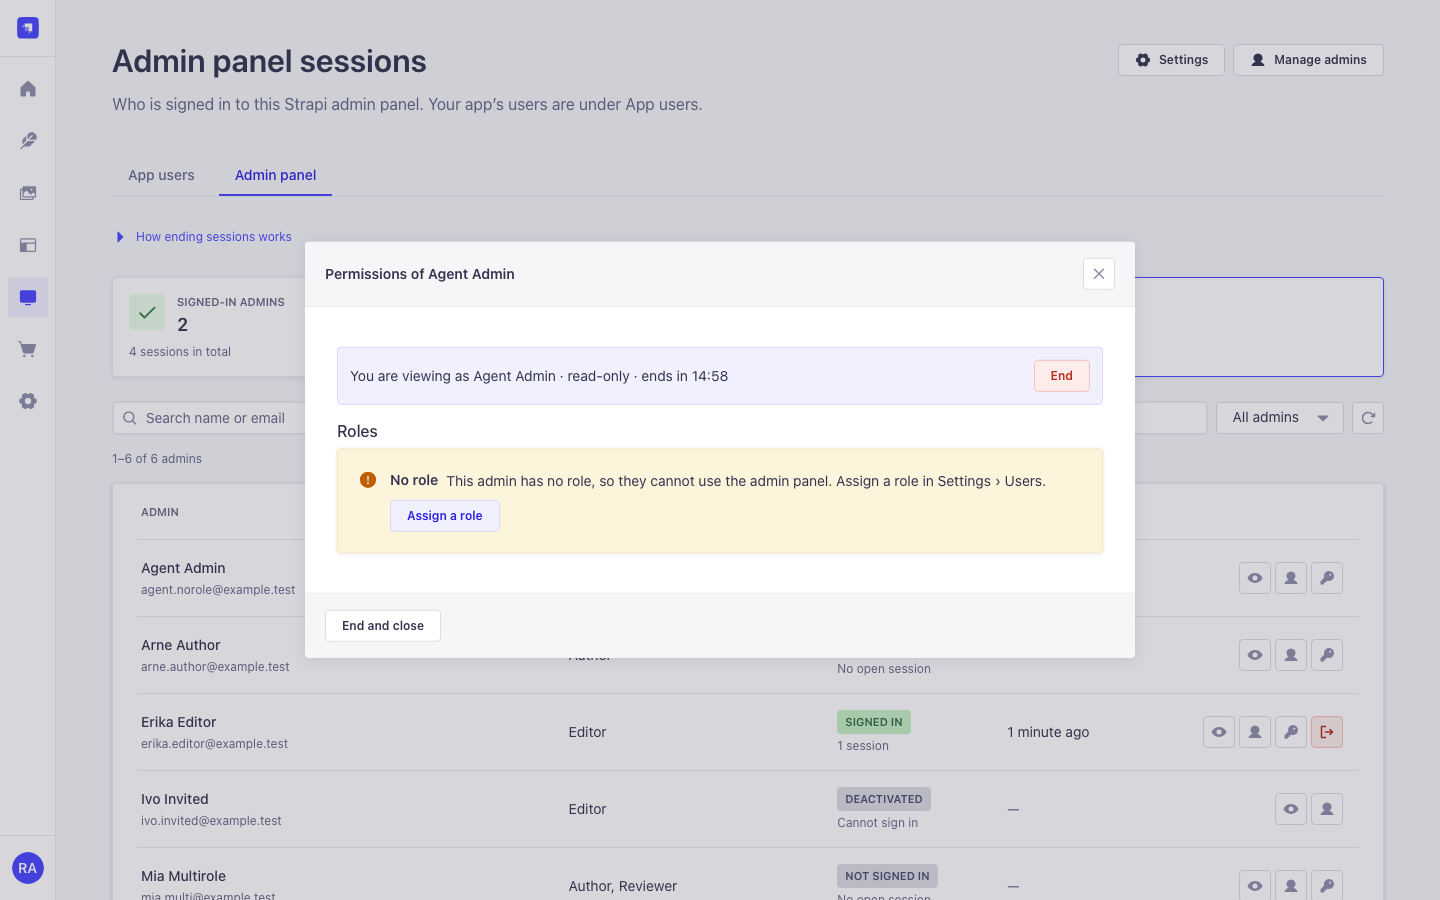 Admin panel sessions
Settings
Manage admins
Who is signed in to this Strapi admin panel. Your app’s users are under App users.
App users
Admin panel
How ending sessions works
Permissions of Agent Admin
SIGNED-IN ADMINS
2
4 sessions in total
You are viewing as Agent Admin · read-only · ends in 14:58
End
Search name or email
All admins
Roles
1–6 of 6 admins
No role This admin has no role, so they cannot use the admin panel. Assign a role in Settings › Users.
Assign a role
ADMIN
Agent Admin
agent.norole@example.test
End and close
Arne Author
arne.author@example.test
No open session
Erika Editor
erika.editor@example.test
Editor
SIGNED IN
1 session
1 minute ago
Ivo Invited
ivo.invited@example.test
Editor
DEACTIVATED
Cannot sign in
—
Mia Multirole
mia.multi@example.test
Author, Reviewer
NOT SIGNED IN
No open session
—
RA